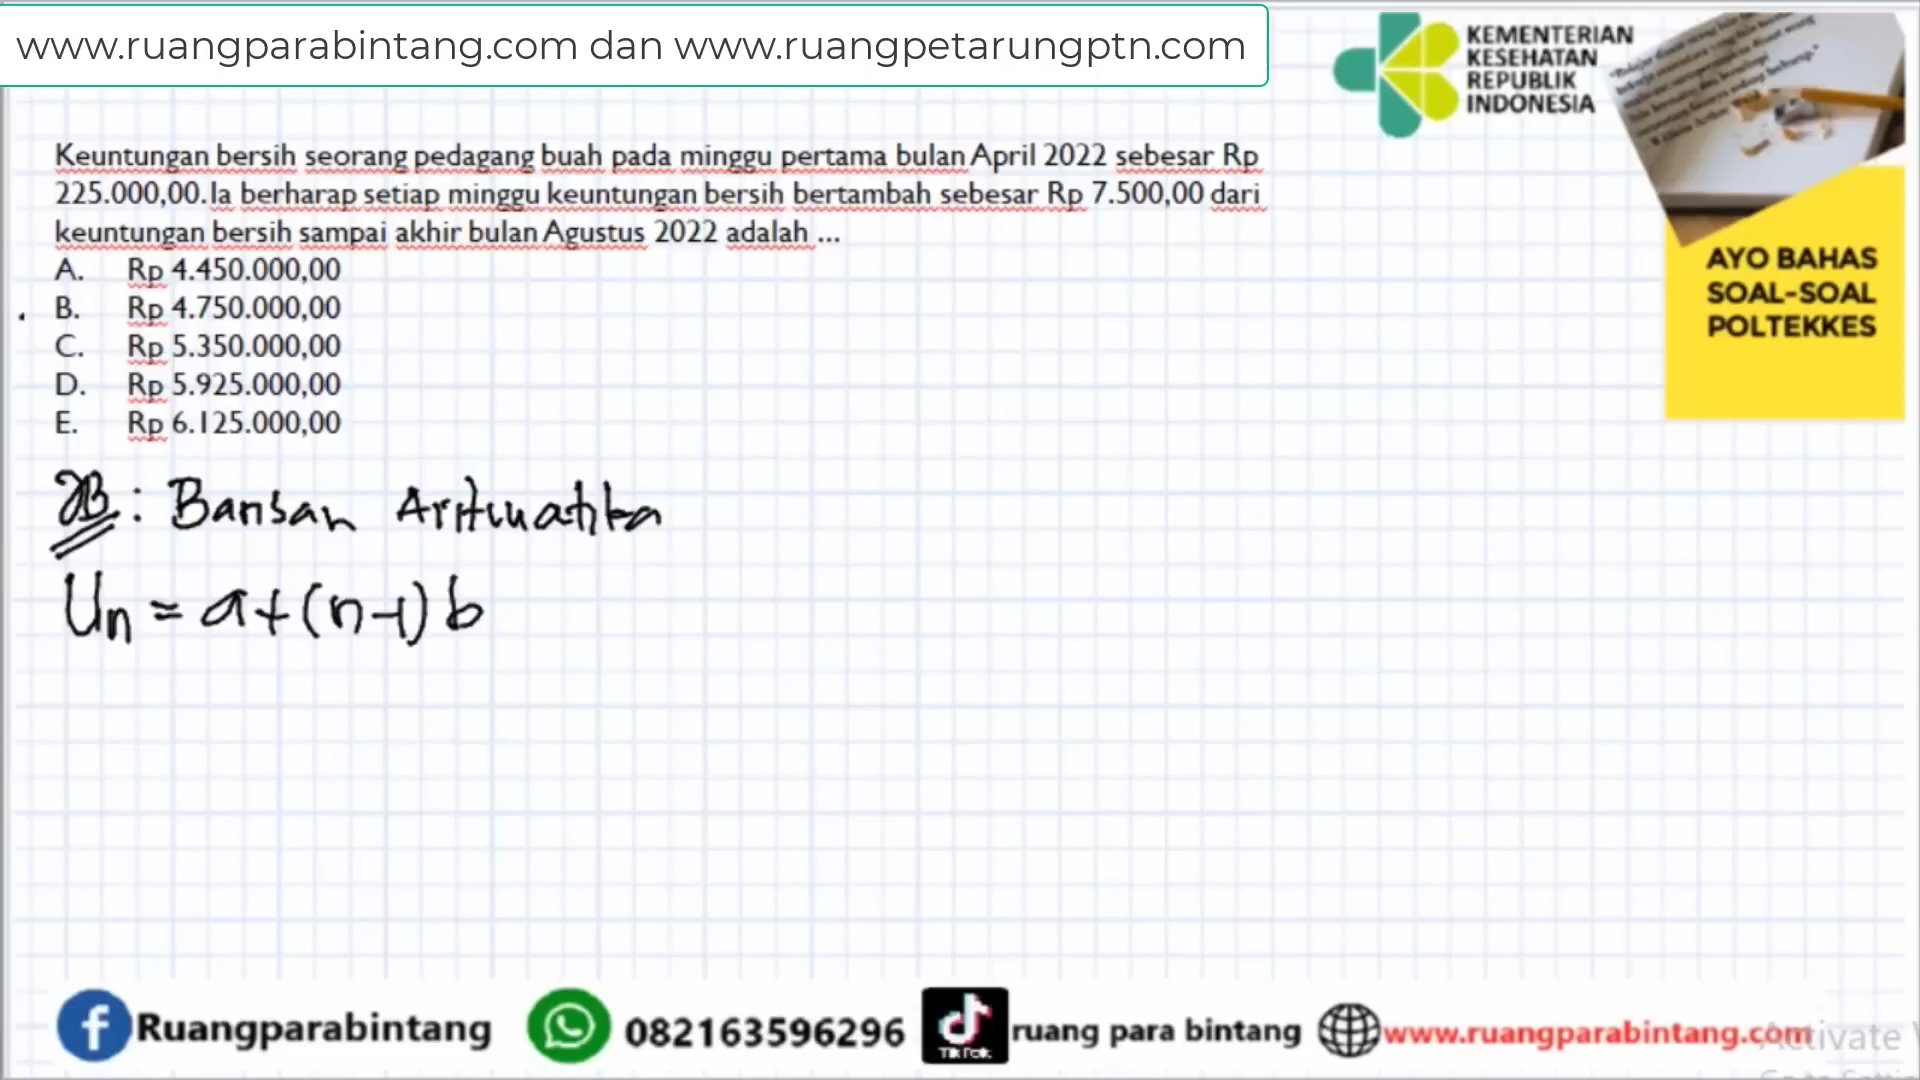 www.ruangparabintang.com dan www.ruangpetarungptn.com
KEMENTERIAN
KESEHATAN
REPUBLIK
INDONESIA
Keuntungan bersih seorang pedagang buah pada minggu pertama bulan April 2022 sebesar Rp
225.000,00. Ia berharap setiap minggu keuntungan bersih bertambah sebesar Rp 7.500,00 dari
keuntungan bersih sampai akhir bulan Agustus 2022 adalah ...
A. Rp 4.450.000,00
B. Rp 4.750.000,00
C. Rp 5.350.000,00
D. Rp 5.925.000,00
E. Rp 6.125.000,00
AYO BAHAS
SOAL-SOAL
POLTEKKES
: Barisan Aritmatika
Un = a+(n-1) b
Ruangparabintang
082163596296
TikTok
ruang para bintang
www.ruangparabintang.com
Activate